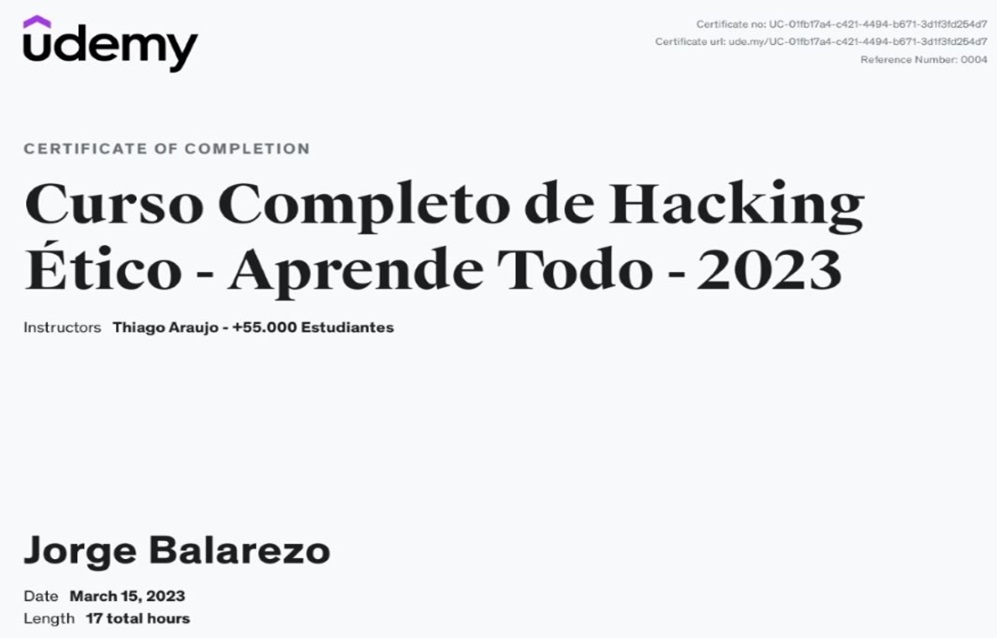 ûdemy
Certificate no: UC-01fb17a4-c421-4494-b671-3d1f3fd254d7
Certificate url: ude.my/UC-01fb17a4-c421-4494-b671-3d1f3fd254d7
Reference Number: 0004
CERTIFICATE OF COMPLETION
Curso Completo de Hacking
Ético - Aprende Todo - 2023
Instructors Thiago Araujo - +55.000 Estudiantes
Jorge Balarezo
Date March 15, 2023
Length 17 total hours